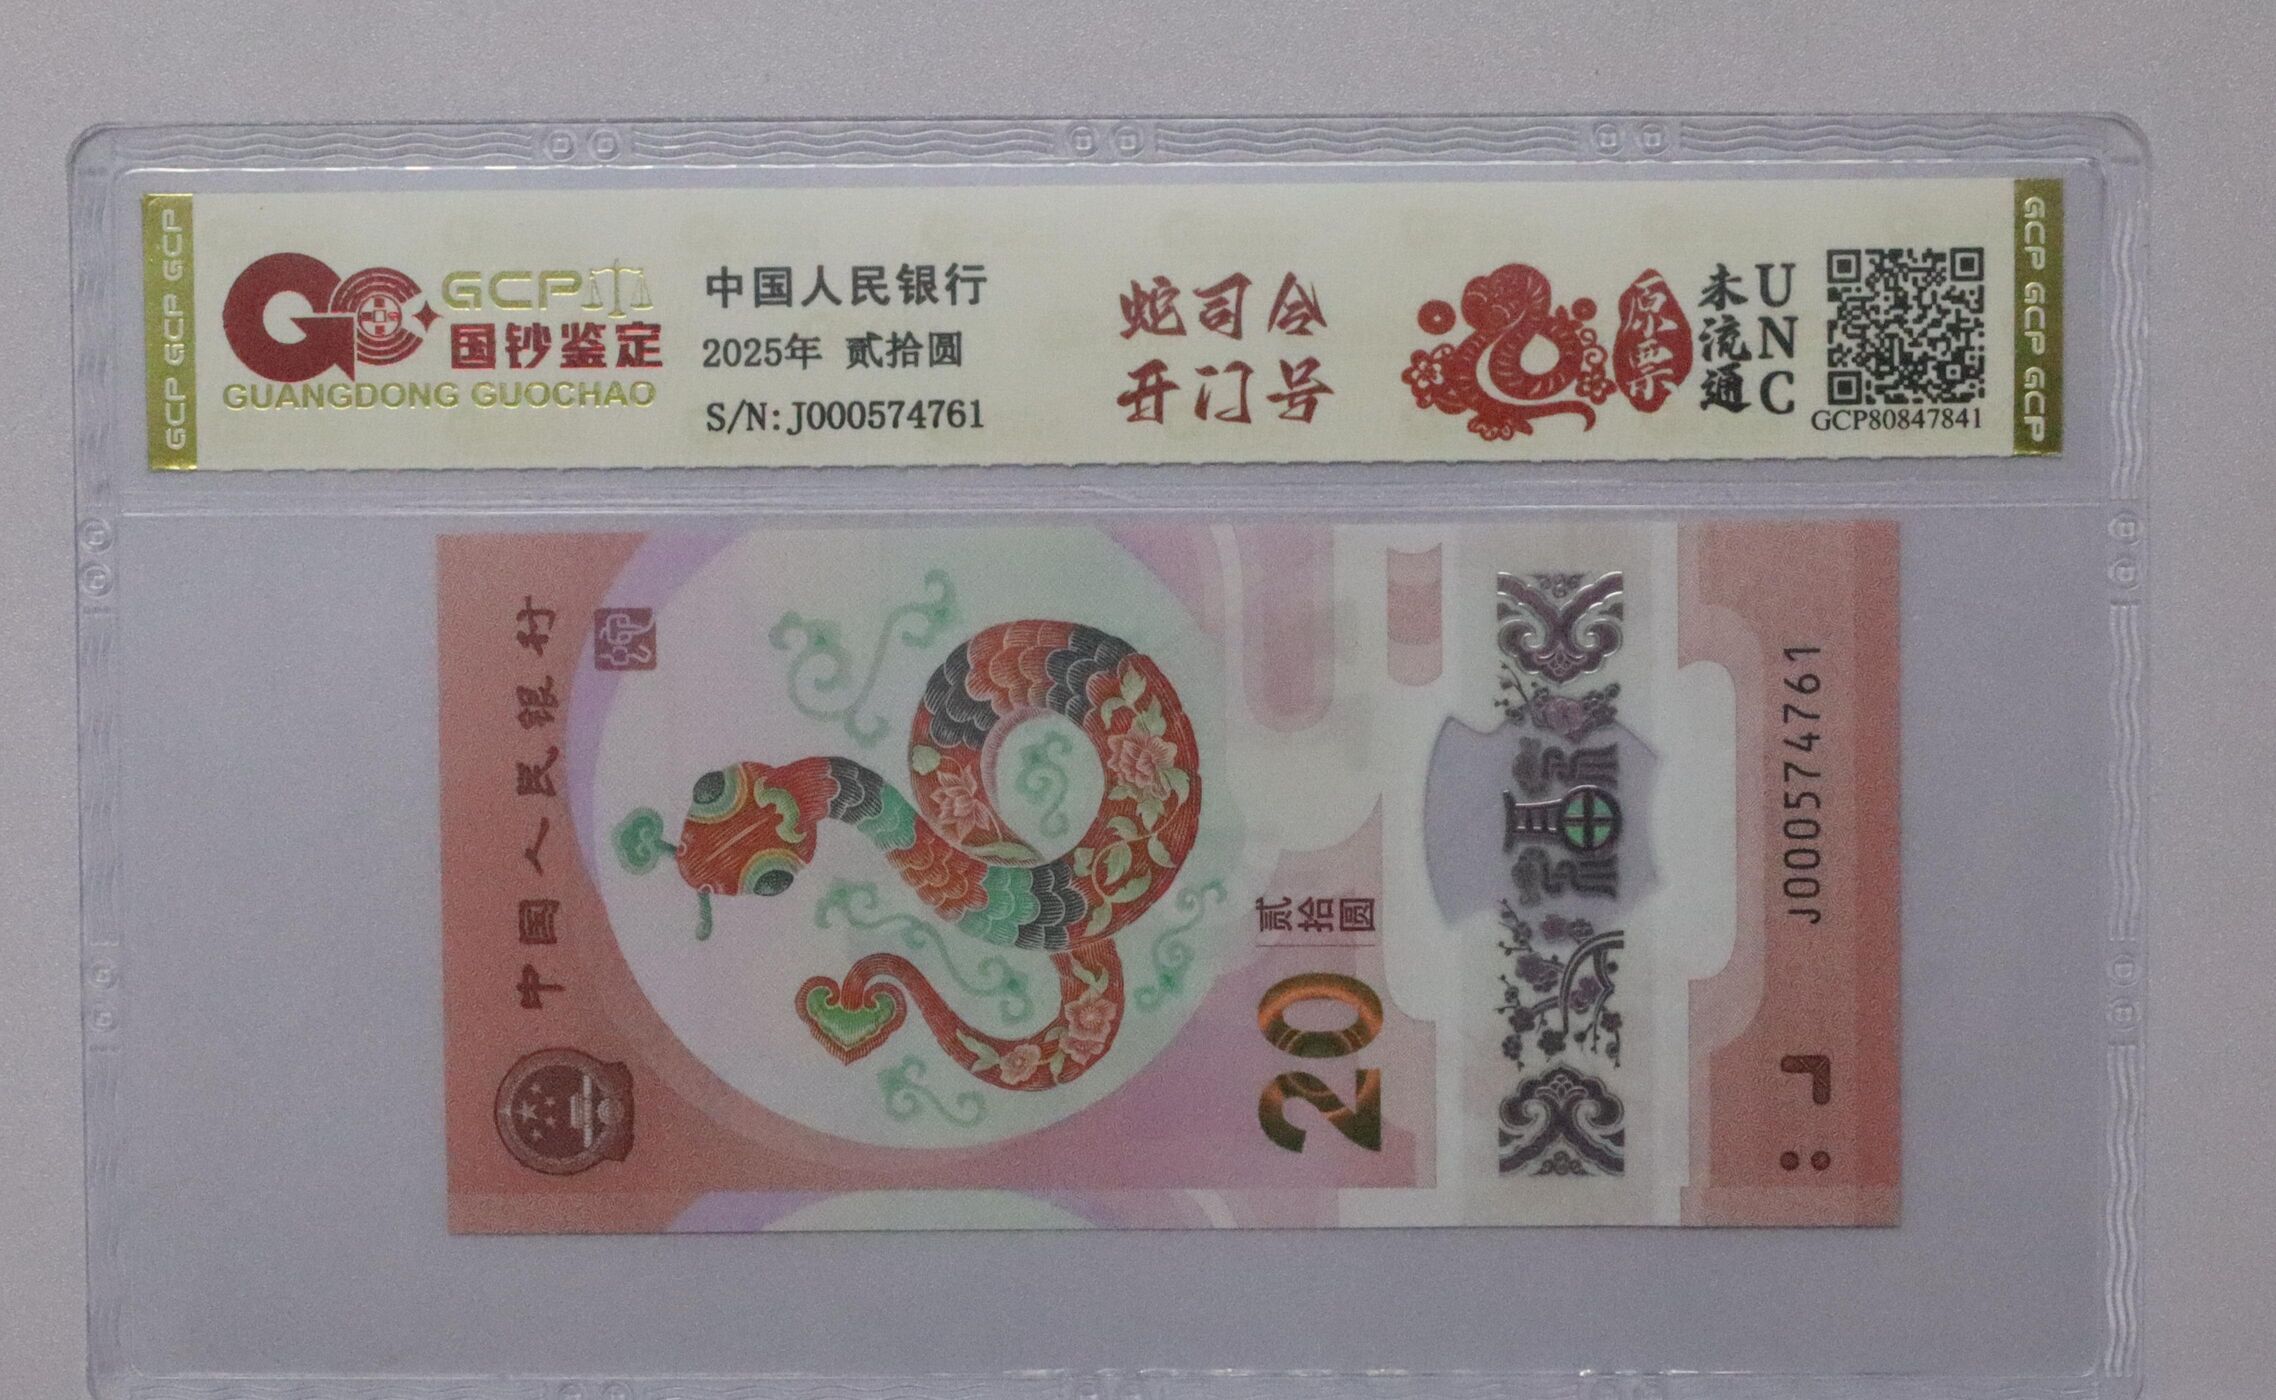 GCP GCP GCP
GCP
国钞鉴定
GUANGDONG GUOCHAO
中国人民银行
2025年 贰拾圆
S/N:J000574761
蛇司令
开门号
原票
未流通
UNC
GCP80847841
GCP GCP GCP
中国人民银行
贰拾圆
20
福
J000574761